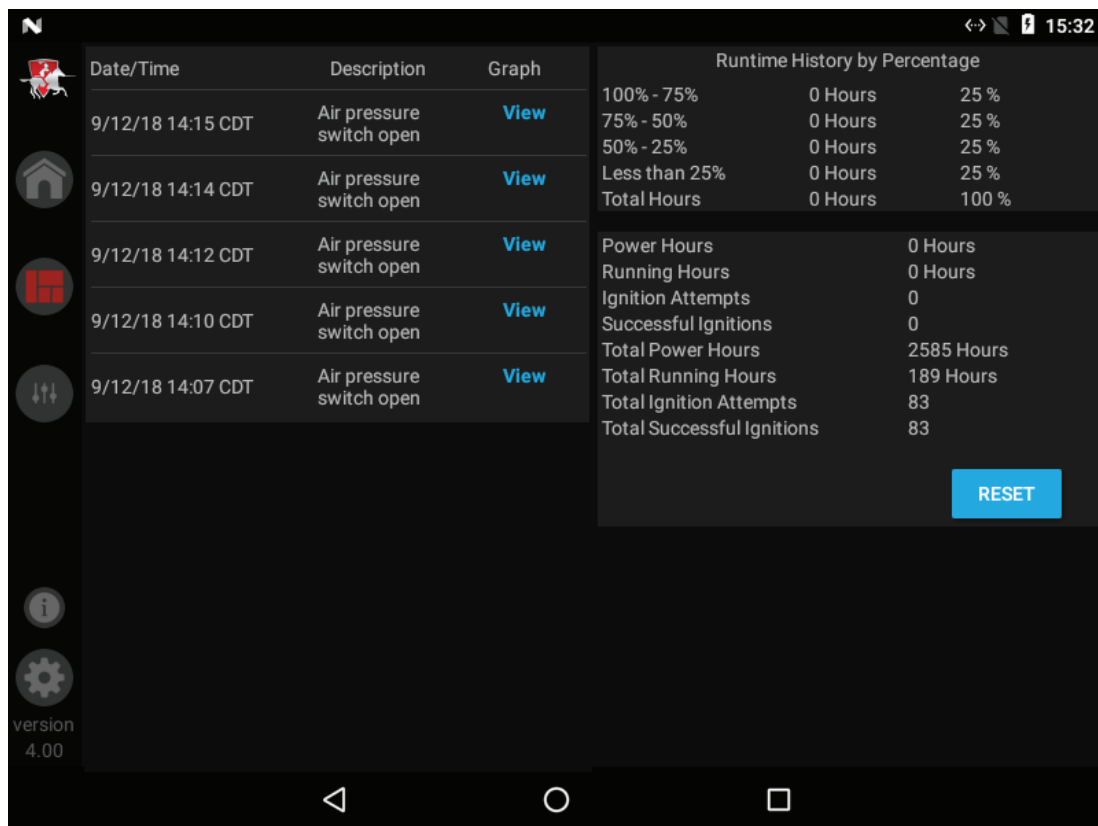 15:32
Date/Time Description Graph
9/12/18 14:15 CDT Air pressure switch open View
9/12/18 14:14 CDT Air pressure switch open View
9/12/18 14:12 CDT Air pressure switch open View
9/12/18 14:10 CDT Air pressure switch open View
9/12/18 14:07 CDT Air pressure switch open View
Runtime History by Percentage
100% - 75% 0 Hours 25 %
75% - 50% 0 Hours 25 %
50% - 25% 0 Hours 25 %
Less than 25% 0 Hours 25 %
Total Hours 0 Hours 100 %
Power Hours 0 Hours
Running Hours 0 Hours
Ignition Attempts 0
Successful Ignitions 0
Total Power Hours 2585 Hours
Total Running Hours 189 Hours
Total Ignition Attempts 83
Total Successful Ignitions 83
RESET
version
4.00